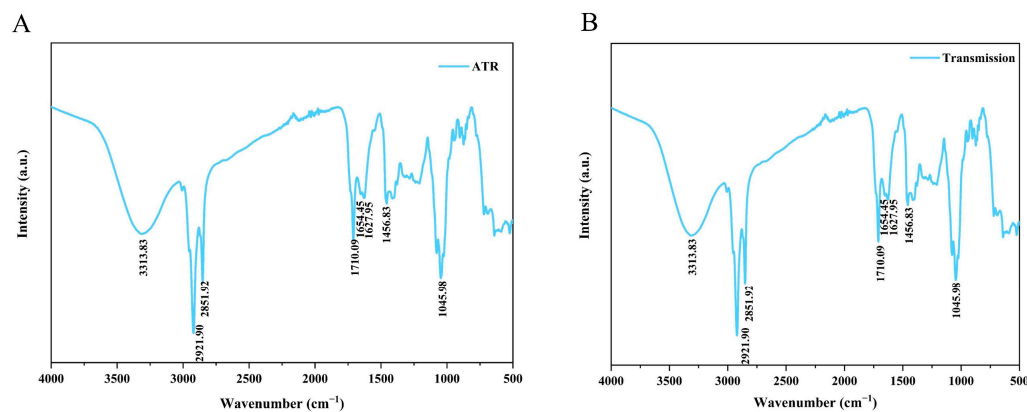 A
ATR
Intensity (a.u.)
3313.83
2921.90
2851.92
1710.09
1654.45
1627.95
1456.83
1045.98
4000 3500 3000 2500 2000 1500 1000 500
Wavenumber (cm⁻¹)
B
Transmission
Intensity (a.u.)
3313.83
2921.90
2851.92
1710.09
1654.45
1627.95
1456.83
1045.98
4000 3500 3000 2500 2000 1500 1000 500
Wavenumber (cm⁻¹)